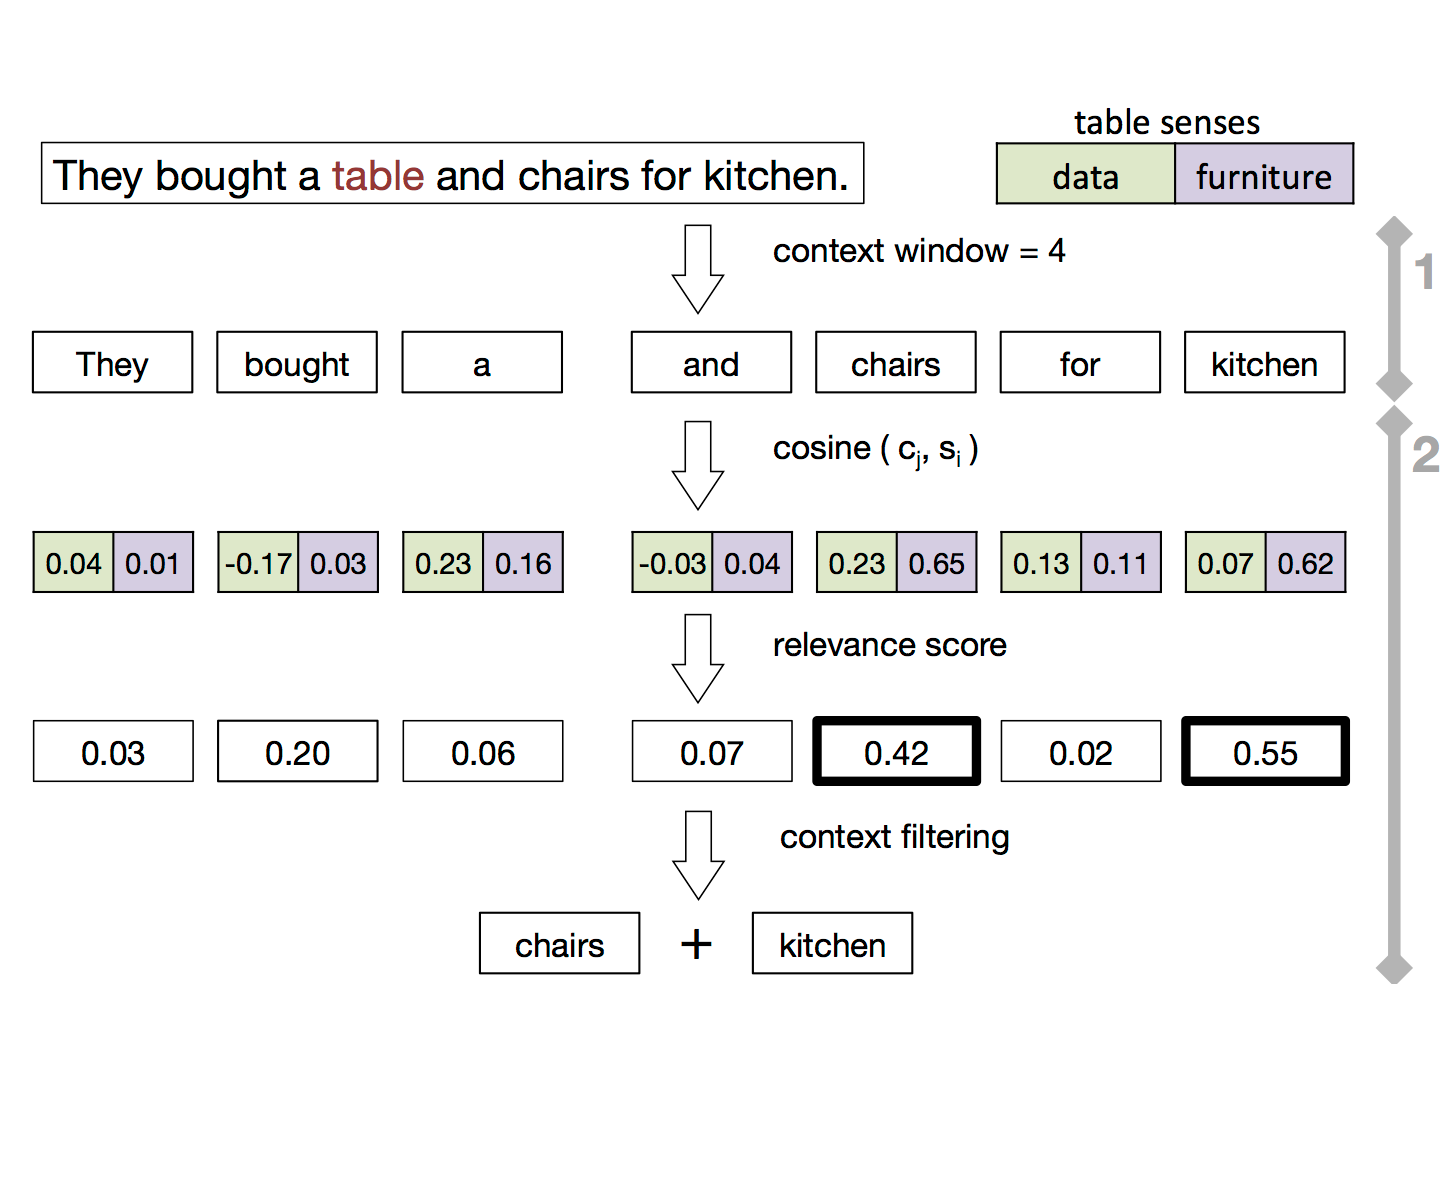 table senses
They bought a table and chairs for kitchen.
data furniture
context window = 4
1
They bought a and chairs for kitchen
cosine ( cj, si )
2
0.04 0.01 -0.17 0.03 0.23 0.16 -0.03 0.04 0.23 0.65 0.13 0.11 0.07 0.62
relevance score
0.03 0.20 0.06 0.07 0.42 0.02 0.55
context filtering
chairs + kitchen